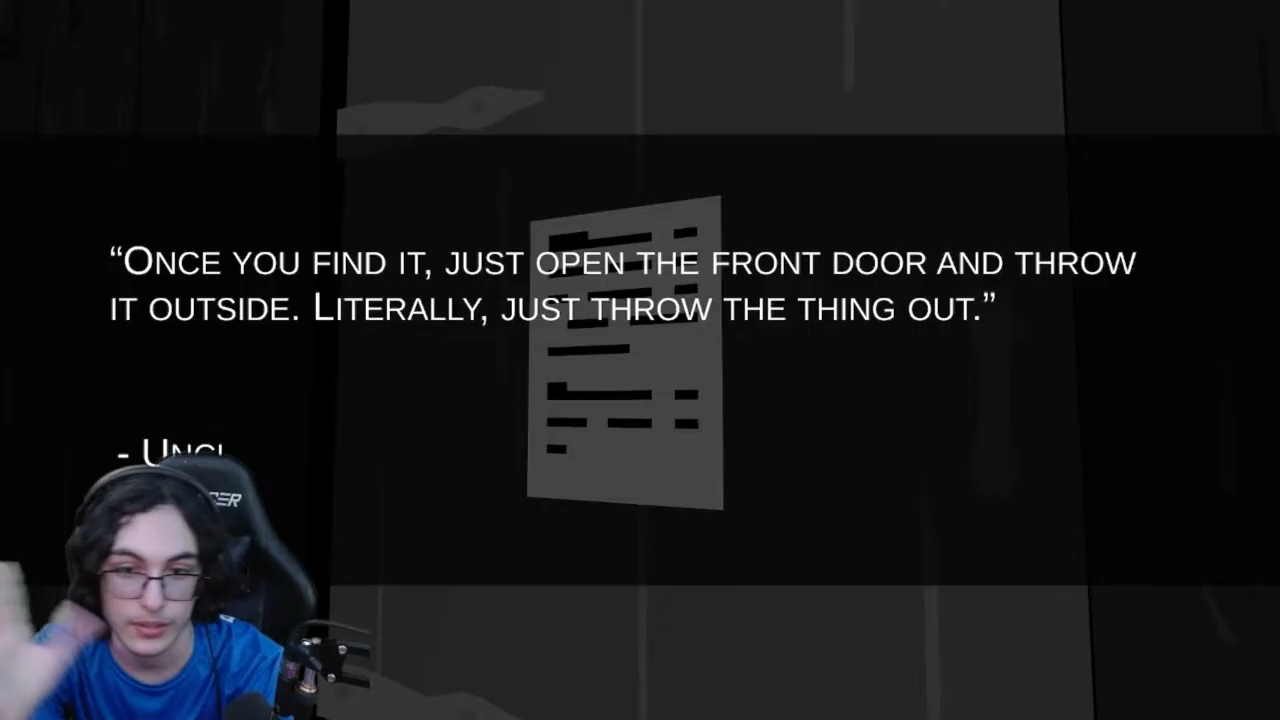 “Once you find it, just open the front door and throw
it outside. Literally, just throw the thing out.”
-